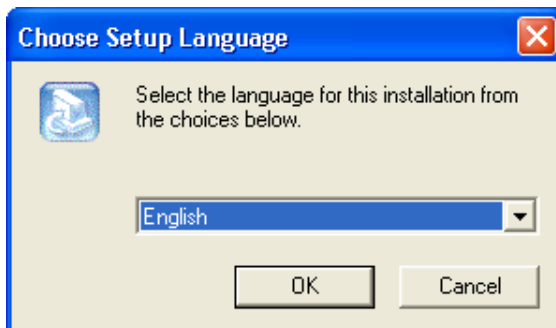 Choose Setup Language
Select the language for this installation from
the choices below.
English
OK
Cancel